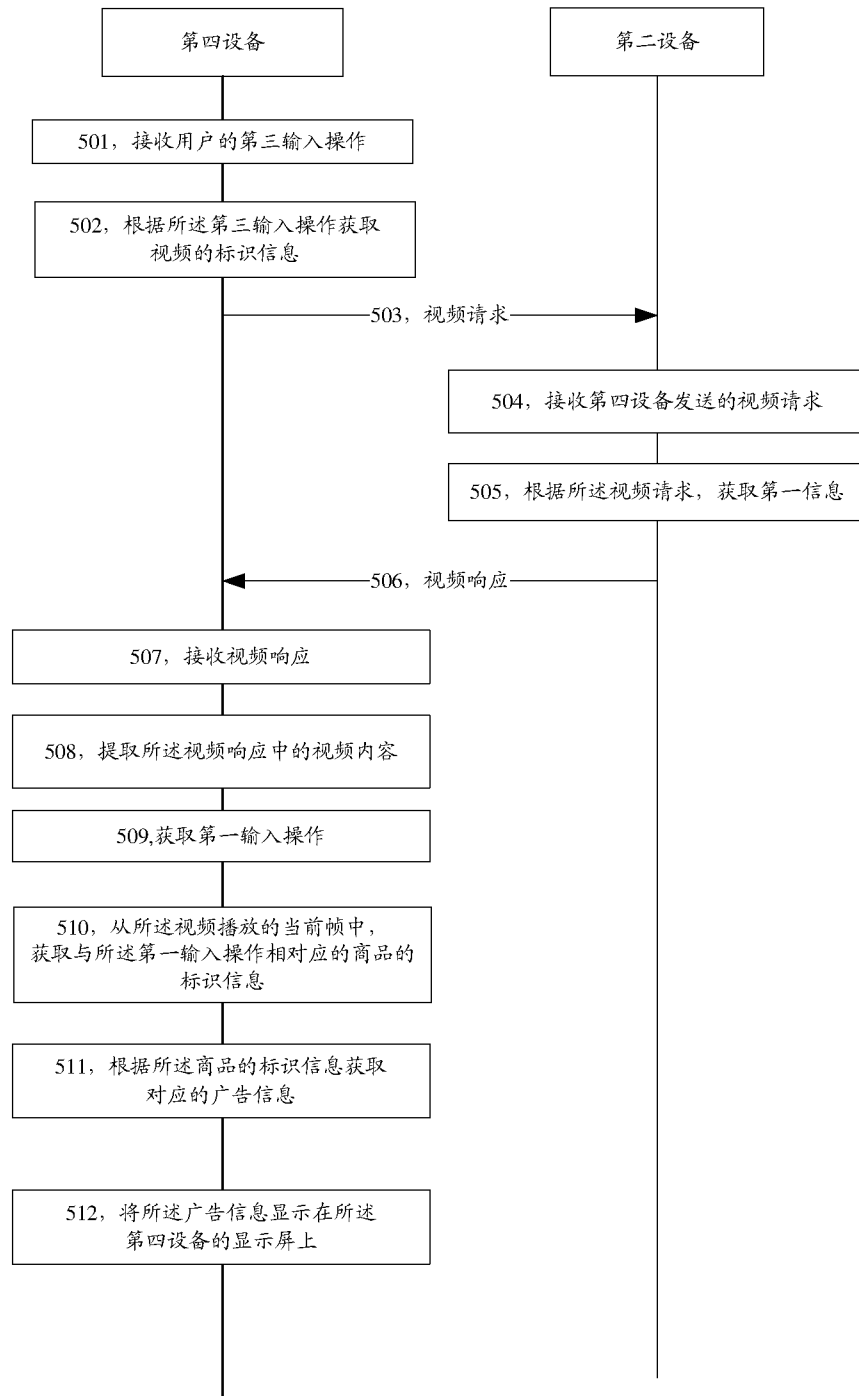 第四设备
第二设备
501，接收用户的第三输入操作
502，根据所述第三输入操作获取
视频的标识信息
503，视频请求
504，接收第四设备发送的视频请求
505，根据所述视频请求，获取第一信息
506，视频响应
507，接收视频响应
508，提取所述视频响应中的视频内容
509,获取第一输入操作
510，从所述视频播放的当前帧中，
获取与所述第一输入操作相对应的商品的
标识信息
511，根据所述商品的标识信息获取
对应的广告信息
512，将所述广告信息显示在所述
第四设备的显示屏上